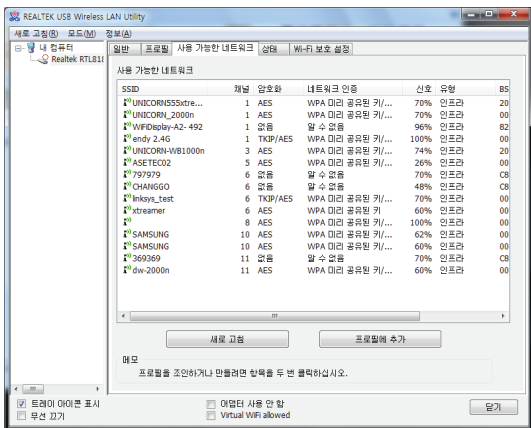 REALTEK USB Wireless LAN Utility
새로 고침(R) 모드(M) 정보(A)
내 컴퓨터
Realtek RTL818
일반 프로필 사용 가능한 네트워크 상태 Wi-Fi 보호 설정
사용 가능한 네트워크
SSID 채널 암호화 네트워크 인증 신호 유형 BS
UNICORN555xtre... 1 AES WPA 미리 공유된 키/... 70% 인프라 20
UNICORN_2000n 1 AES WPA 미리 공유된 키/... 70% 인프라 00
WiFiDisplay-A2- 492 1 없음 알 수 없음 96% 인프라 82
endy 2.4G 1 TKIP/AES WPA 미리 공유된 키/... 100% 인프라 00
UNICORN-WB1000n 3 AES WPA 미리 공유된 키/... 74% 인프라 20
ASETEC02 5 AES WPA 미리 공유된 키/... 26% 인프라 00
797979 6 없음 알 수 없음 70% 인프라 C8
CHANGGO 6 없음 알 수 없음 48% 인프라 C8
linksys_test 6 TKIP/AES WPA 미리 공유된 키/... 70% 인프라 00
xtreamer 6 AES WPA 미리 공유된 키 60% 인프라 00
8 AES WPA 미리 공유된 키/... 100% 인프라 00
SAMSUNG 10 AES WPA 미리 공유된 키/... 62% 인프라 00
SAMSUNG 10 AES WPA 미리 공유된 키/... 60% 인프라 00
369369 11 없음 알 수 없음 70% 인프라 C8
dw-2000n 11 AES WPA 미리 공유된 키/... 60% 인프라 00
새로 고침 프로필에 추가
메모
프로필을 조인하거나 만들려면 항목을 두 번 클릭하십시오.
트레이 아이콘 표시 어댑터 사용 안 함 닫기
무선 끄기 Virtual WiFi allowed